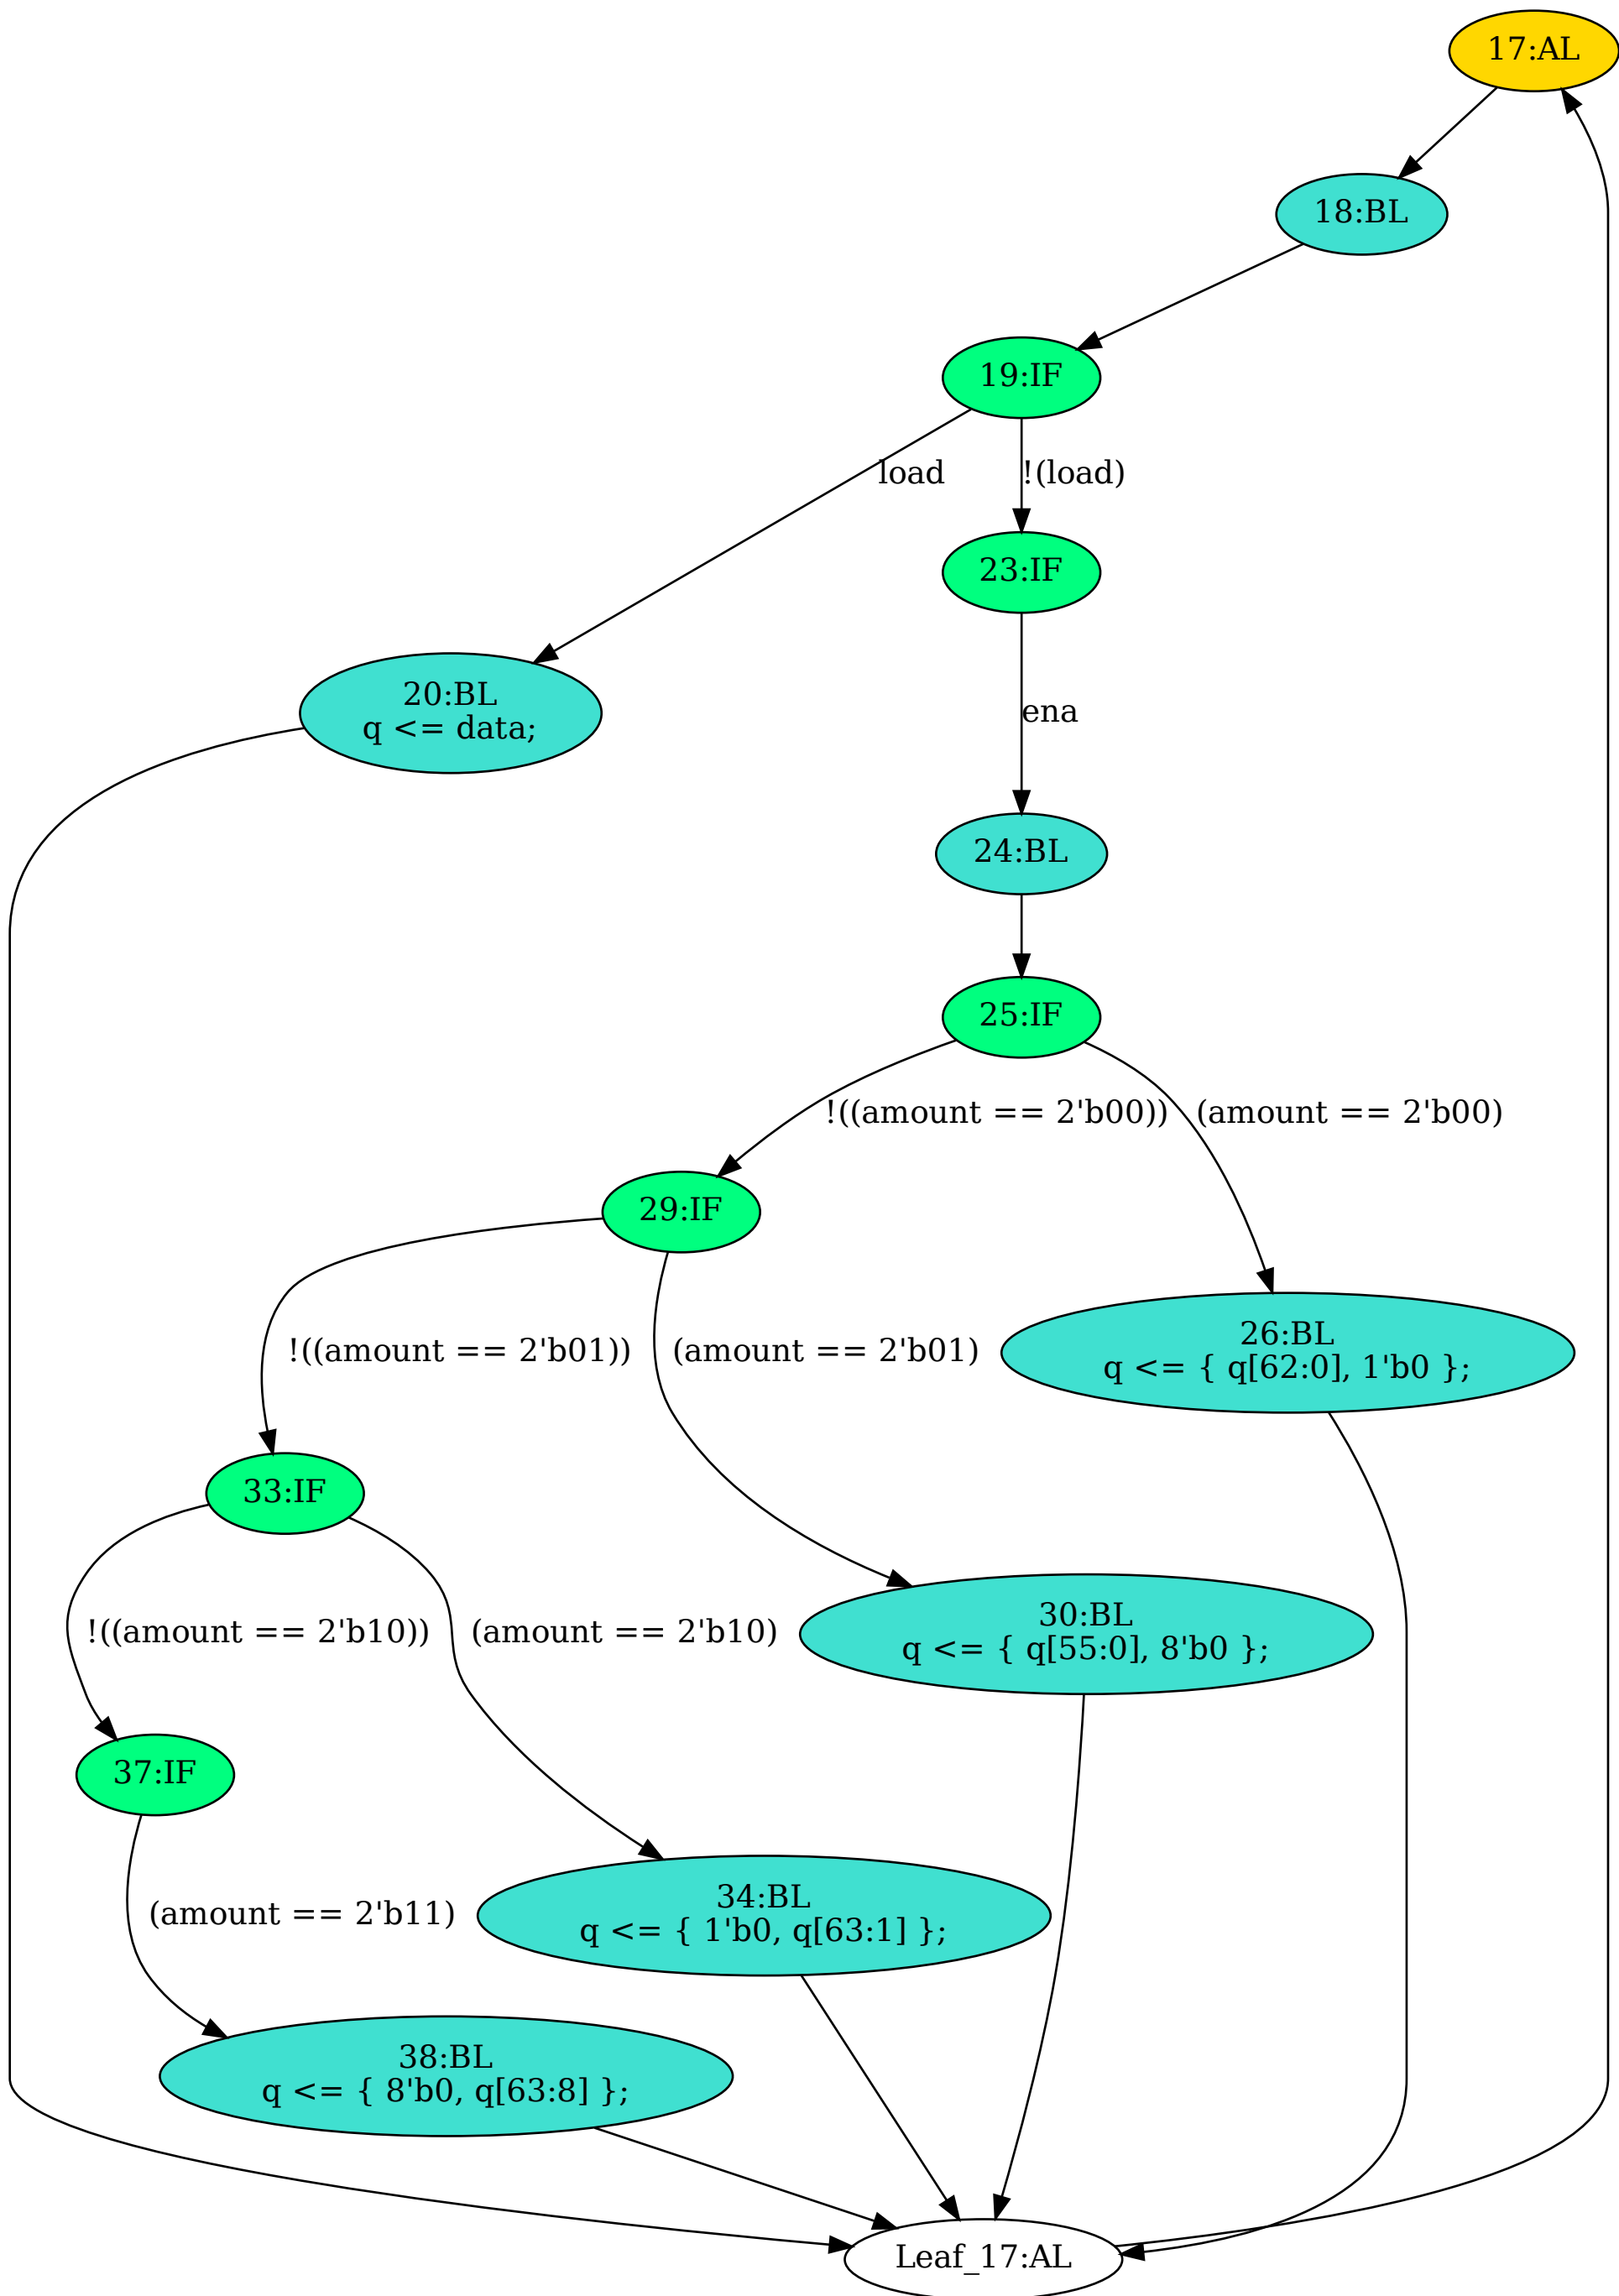 17:AL
18:BL
19:IF
load
!(load)
23:IF
20:BL
q <= data;
ena
24:BL
25:IF
!((amount == 2'b00))
(amount == 2'b00)
29:IF
!((amount == 2'b01))
(amount == 2'b01)
26:BL
q <= { q[62:0], 1'b0 };
33:IF
!((amount == 2'b10))
(amount == 2'b10)
30:BL
q <= { q[55:0], 8'b0 };
37:IF
(amount == 2'b11)
34:BL
q <= { 1'b0, q[63:1] };
38:BL
q <= { 8'b0, q[63:8] };
Leaf_17:AL